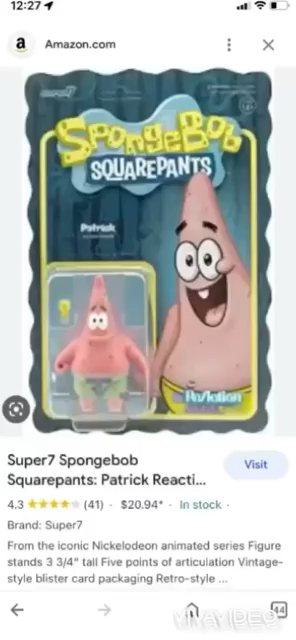 12:27
a Amazon.com
super7
SPONGEBOB
SQUAREPANTS
Patrick
ReAction
Super7 Spongebob
Squarepants: Patrick Reacti...
Visit
4.3 ★★★★★ (41) · $20.94* · In stock ·
Brand: Super7
From the iconic Nickelodeon animated series Figure
stands 3 3/4" tall Five points of articulation Vintage-
style blister card packaging Retro-style ...
44
VIVAVIDEO